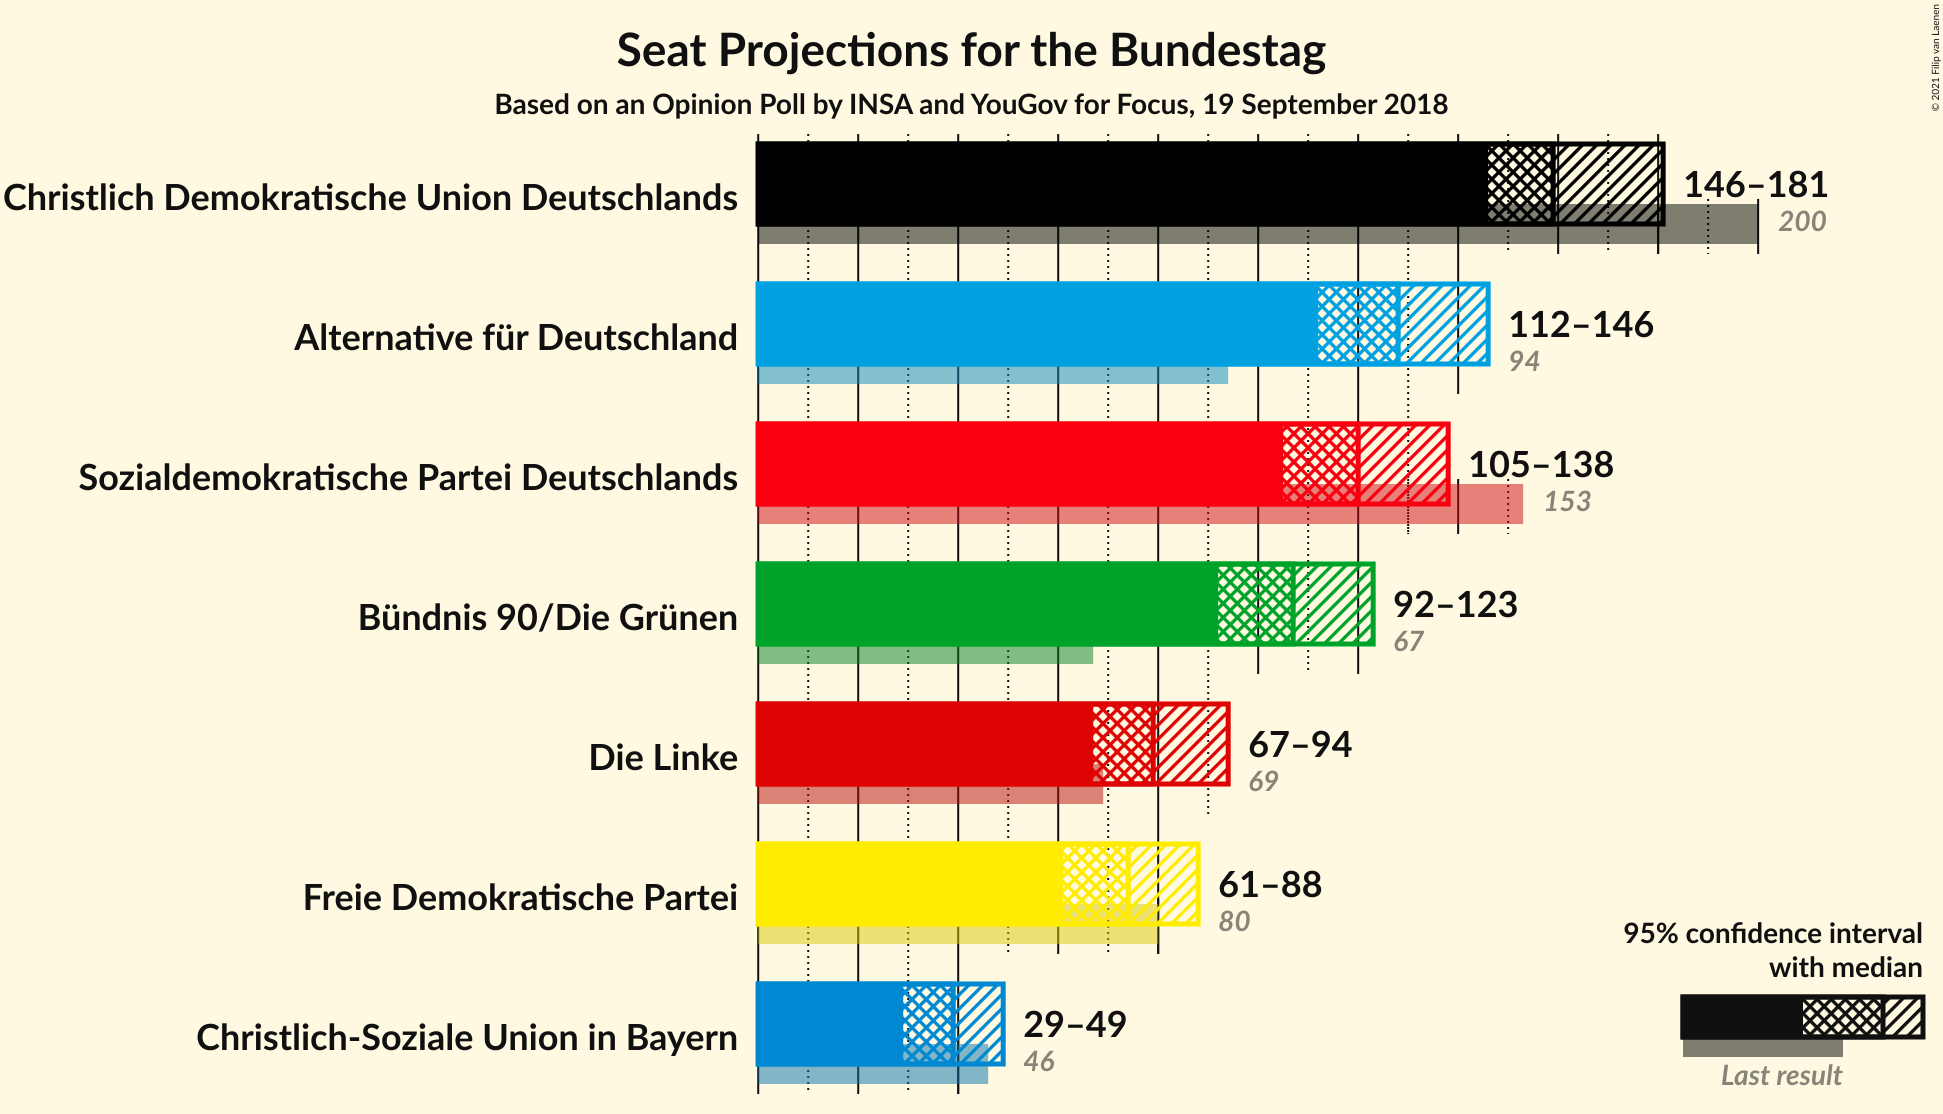 Seat Projections for the Bundestag
Based on an Opinion Poll by INSA and YouGov for Focus, 19 September 2018
© 2021 Filip van Laenen
Christlich Demokratische Union Deutschlands
146–181
200
Alternative für Deutschland
112–146
94
Sozialdemokratische Partei Deutschlands
105–138
153
Bündnis 90/Die Grünen
92–123
67
Die Linke
67–94
69
Freie Demokratische Partei
61–88
80
Christlich-Soziale Union in Bayern
29–49
46
95% confidence interval
with median
Last result